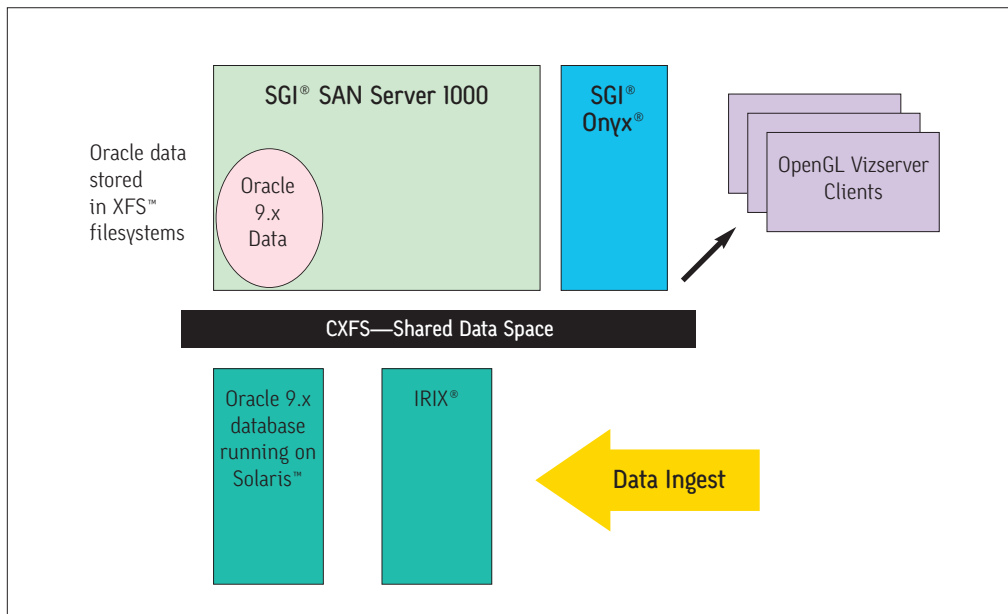 SGI® SAN Server 1000
SGI®
Onyx®
OpenGL Vizserver
Clients
Oracle data
stored
in XFS™
filesystems
Oracle
9.x
Data
CXFS—Shared Data Space
Oracle 9.x
database
running on
Solaris™
IRIX®
Data Ingest